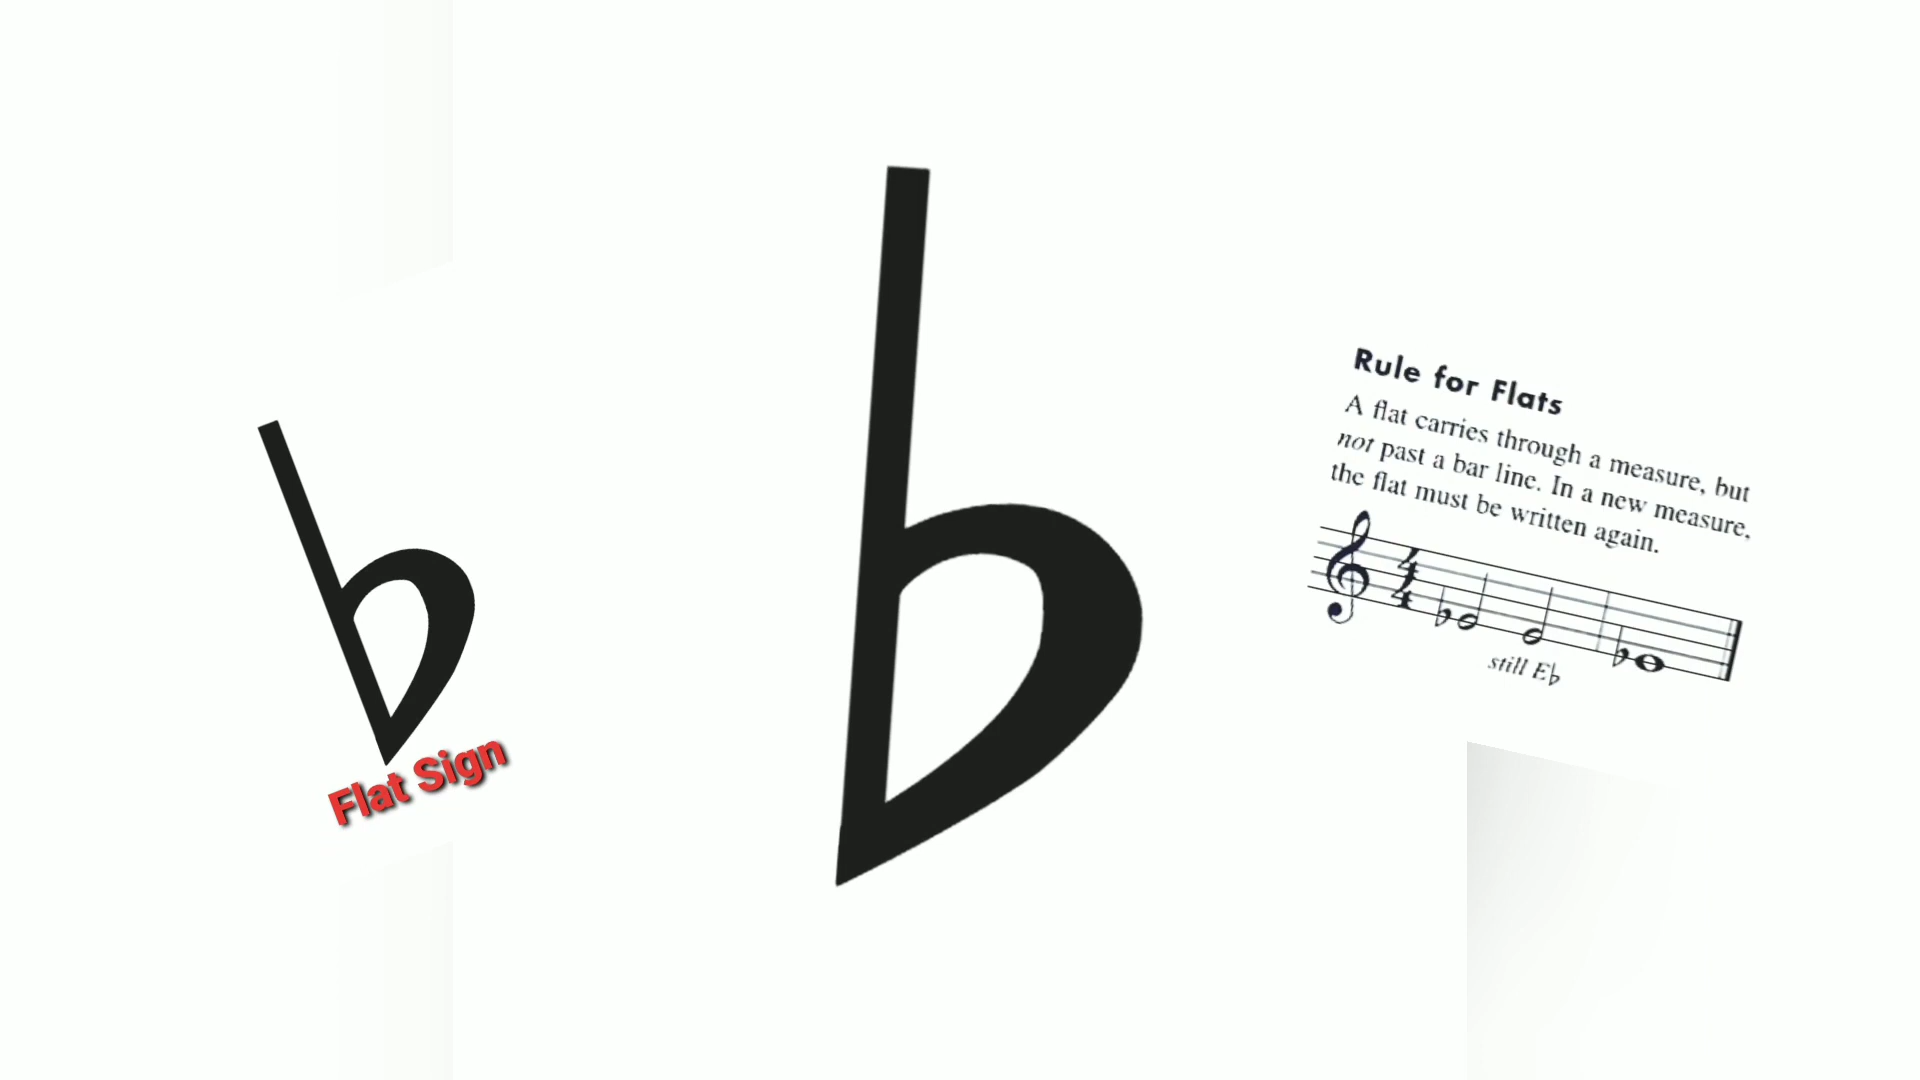 Flat Sign
Rule for Flats
A flat carries through a measure, but
not past a bar line. In a new measure,
the flat must be written again.
still E♭